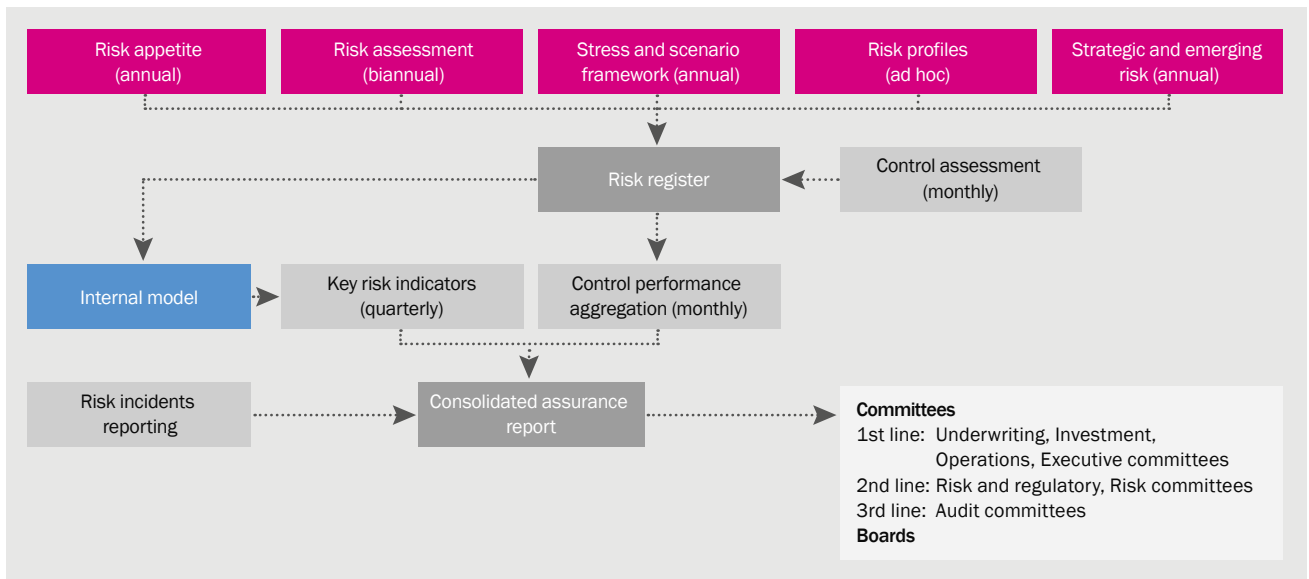 Risk appetite
(annual)
Risk assessment
(biannual)
Stress and scenario
framework (annual)
Risk profiles
(ad hoc)
Strategic and emerging
risk (annual)
Risk register
Control assessment
(monthly)
Internal model
Key risk indicators
(quarterly)
Control performance
aggregation (monthly)
Risk incidents
reporting
Consolidated assurance
report
Committees
1st line: Underwriting, Investment,
Operations, Executive committees
2nd line: Risk and regulatory, Risk committees
3rd line: Audit committees
Boards